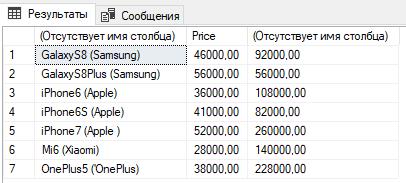 Результаты Сообщения
(Отсутствует имя столбца) Price (Отсутствует имя столбца)
1 GalaxyS8 (Samsung) 46000,00 92000,00
2 GalaxyS8Plus (Samsung) 56000,00 56000,00
3 iPhone6 (Apple) 36000,00 108000,00
4 iPhone6S (Apple) 41000,00 82000,00
5 iPhone7 (Apple ) 52000,00 260000,00
6 Mi6 (Xiaomi) 28000,00 140000,00
7 OnePlus5 ('OnePlus) 38000,00 228000,00